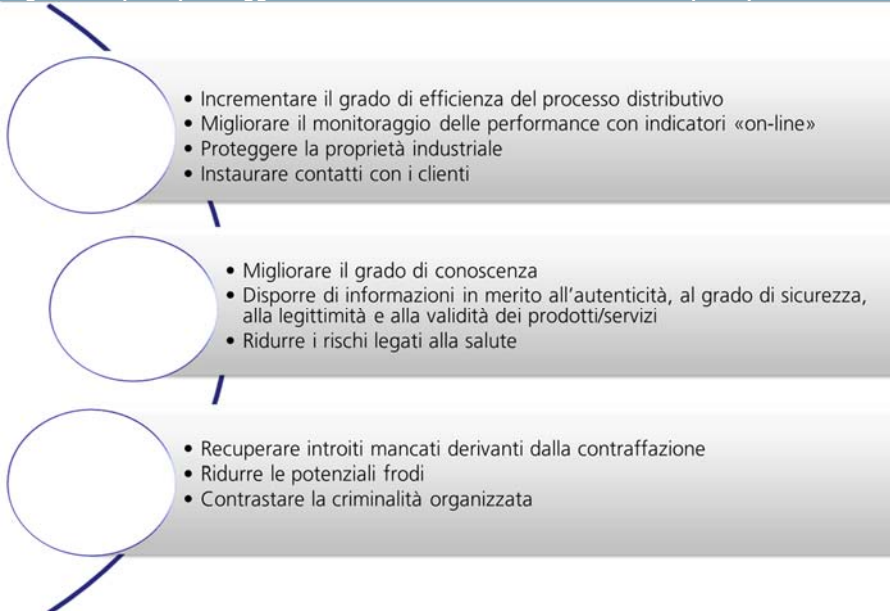 • Incrementare il grado di efficienza del processo distributivo
• Migliorare il monitoraggio delle performance con indicatori «on-line»
• Proteggere la proprietà industriale
• Instaurare contatti con i clienti
• Migliorare il grado di conoscenza
• Disporre di informazioni in merito all'autenticità, al grado di sicurezza,
alla legittimità e alla validità dei prodotti/servizi
• Ridurre i rischi legati alla salute
• Recuperare introiti mancati derivanti dalla contraffazione
• Ridurre le potenziali frodi
• Contrastare la criminalità organizzata